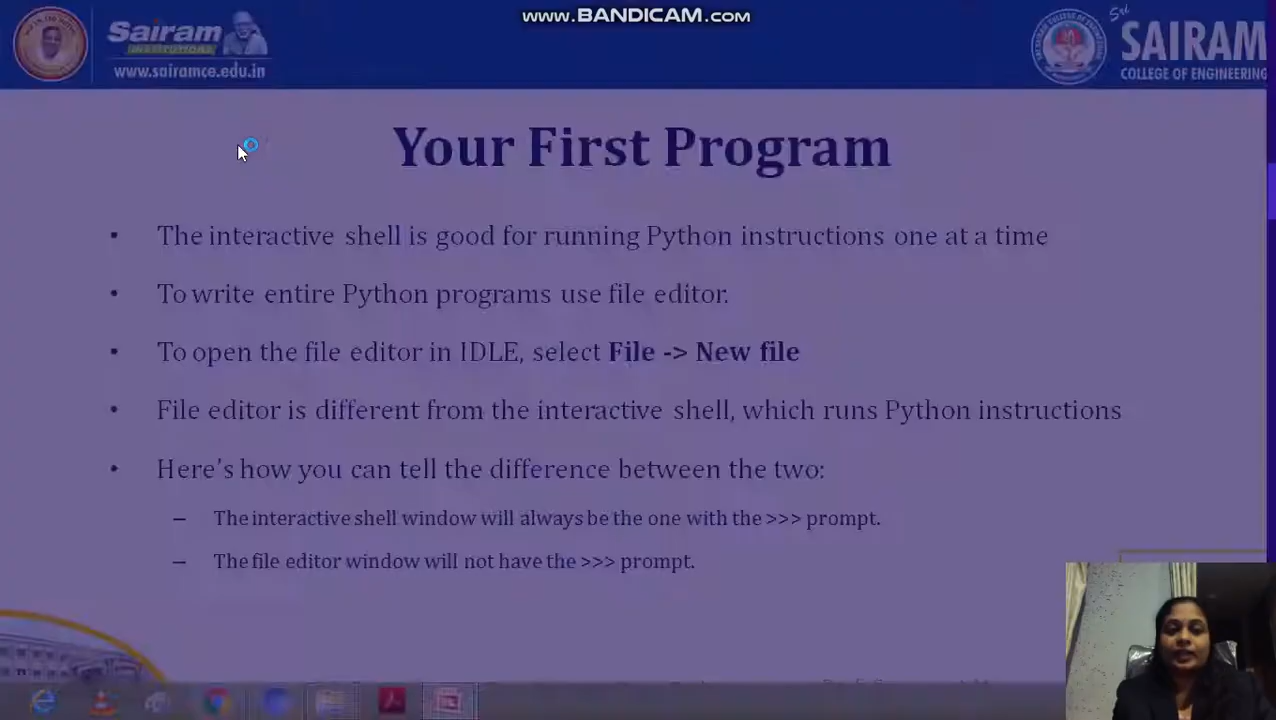 www.BANDICAM.com
Sairam
INSTITUTIONS
www.sairamce.edu.in
Sri
SAIRAM
COLLEGE OF ENGINEERING
Your First Program
• The interactive shell is good for running Python instructions one at a time
• To write entire Python programs use file editor.
• To open the file editor in IDLE, select File -> New file
• File editor is different from the interactive shell, which runs Python instructions
• Here's how you can tell the difference between the two:
– The interactive shell window will always be the one with the >>> prompt.
– The file editor window will not have the >>> prompt.